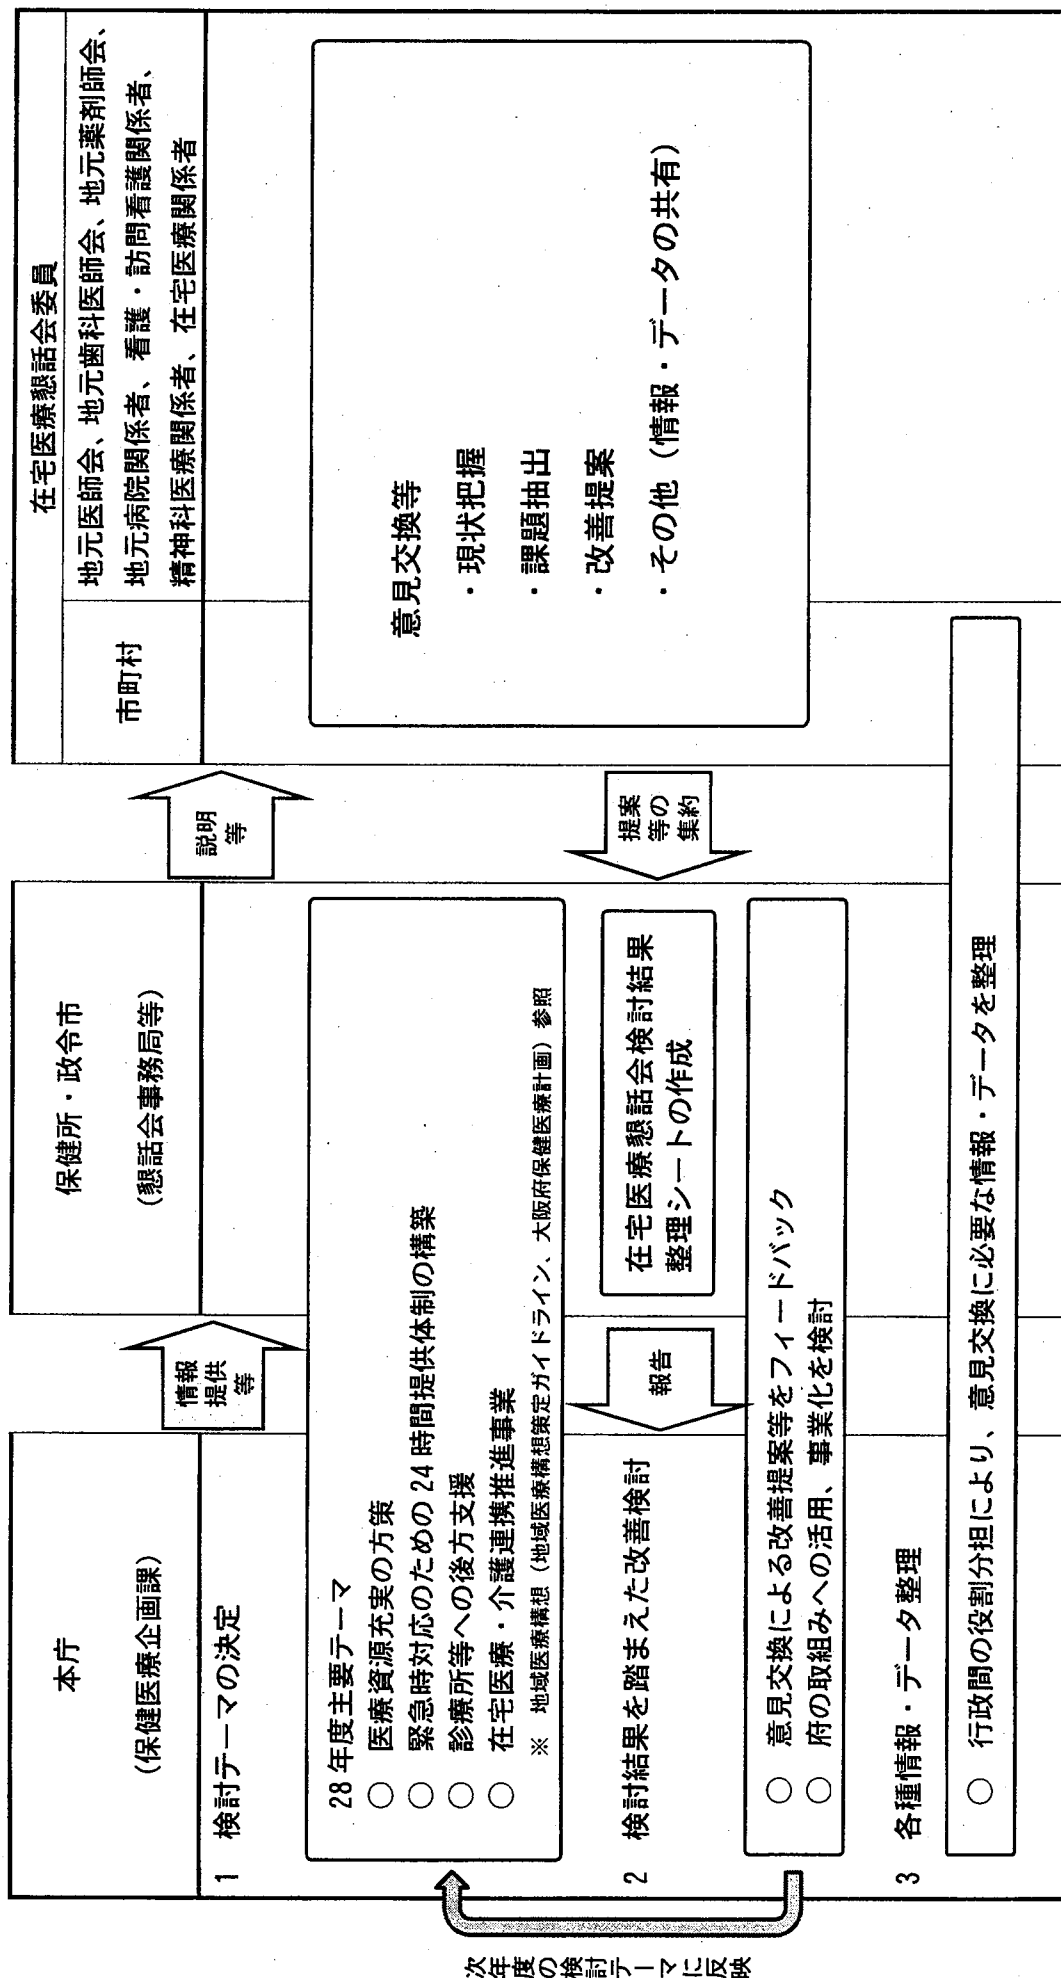 本庁
(保健医療企画課)
保健所・政令市
(懇話会事務局等)
在宅医療懇話会委員
市町村
地元医師会、地元歯科医師会、地元薬剤師会、
地元病院関係者、看護・訪問看護関係者、
精神科医療関係者、在宅医療関係者
情報
提供
等
説明
等
1 検討テーマの決定
28年度主要テーマ
○ 医療資源充実の方策
○ 緊急時対応のための24時間提供体制の構築
○ 診療所等への後方支援
○ 在宅医療・介護連携推進事業
※ 地域医療構想(地域医療構想策定ガイドライン、大阪府保健医療計画)参照
意見交換等
・現状把握
・課題抽出
・改善提案
・その他(情報・データの共有)
2 検討結果を踏まえた改善検討
報告
在宅医療懇話会検討結果
整理シートの作成
提案
等の
集約
○ 意見交換による改善提案等をフィードバック
○ 府の取組みへの活用、事業化を検討
3 各種情報・データ整理
○ 行政間の役割分担により、意見交換に必要な情報・データを整理
次年度の検討テーマに反映